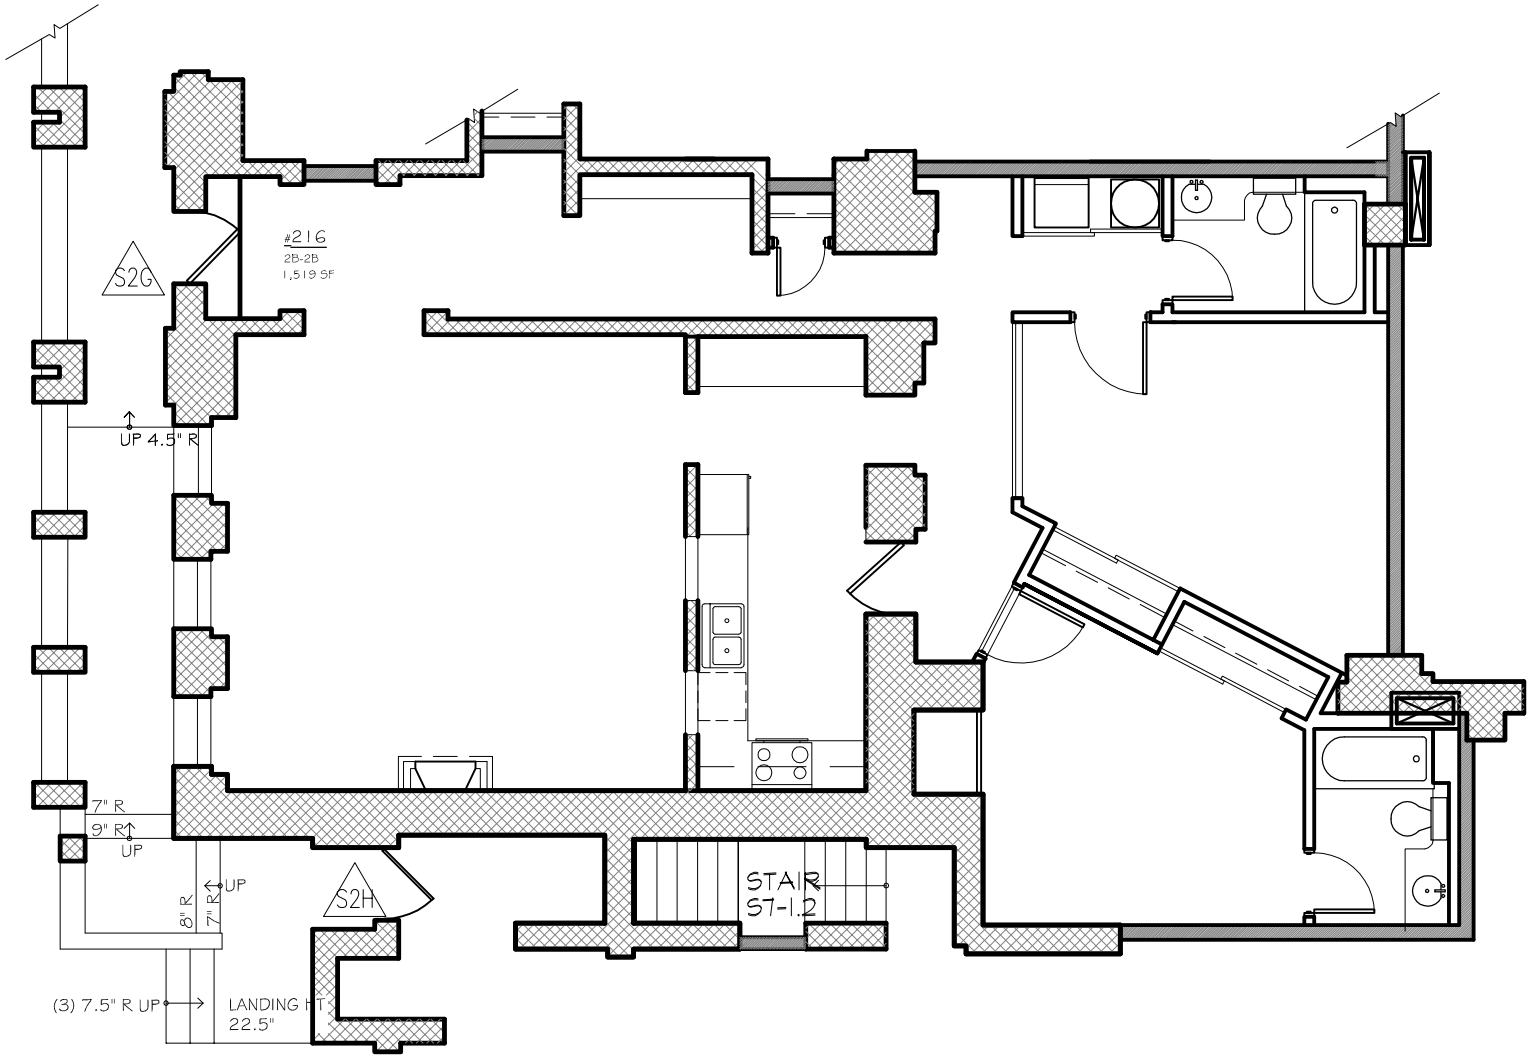 #216
2B-2B
1,519 SF
S2G
UP 4.5" R
7" R
9" R
UP
UP
8" R
7" R
S2H
STAIR
S7-1.2
(3) 7.5" R UP
LANDING HT
22.5"